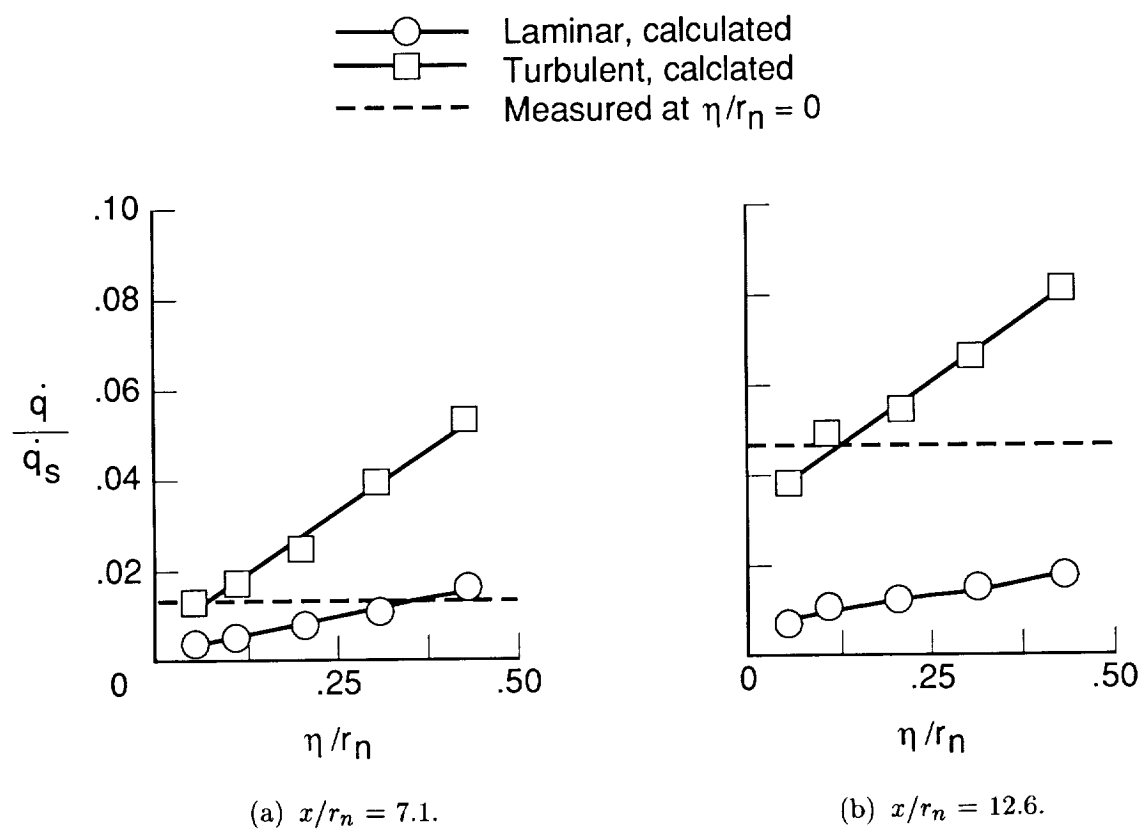 Laminar, calculated
Turbulent, calclated
Measured at η/rn = 0
.10
.08
.06
.04
.02
0
q̇
q̇s
0 .25 .50
.25 .50
η/rn
η/rn
(a) x/rn = 7.1.
(b) x/rn = 12.6.